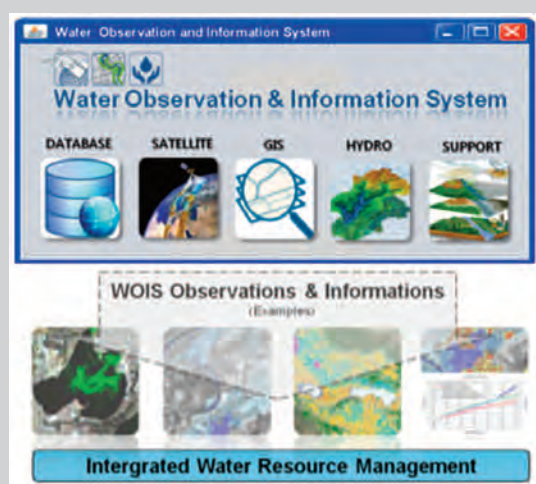 Water Observation and Information System
Water Observation & Information System
DATABASE SATELLITE GIS HYDRO SUPPORT
WOIS Observations & Informations
(Examples)
Intergrated Water Resource Management